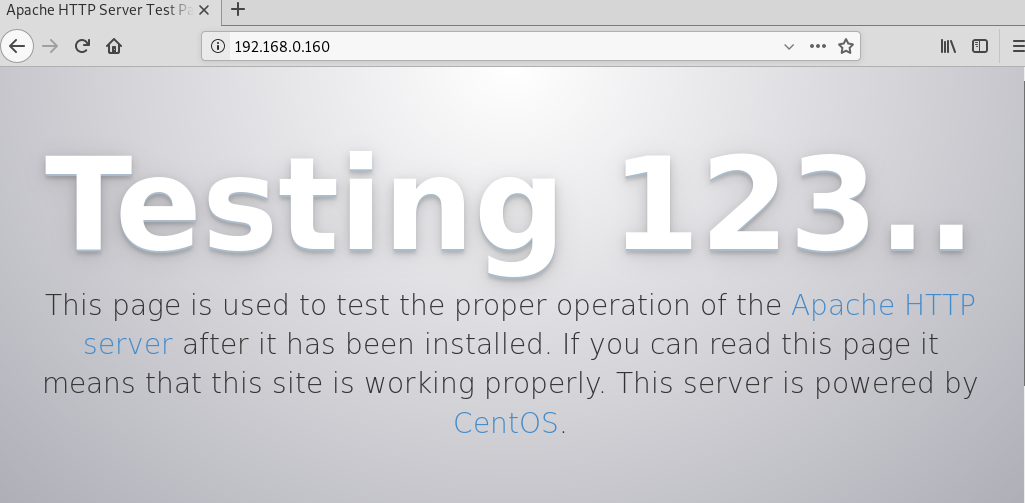 Apache HTTP Server Test Pa
192.168.0.160
Testing 123..
This page is used to test the proper operation of the Apache HTTP
server after it has been installed. If you can read this page it
means that this site is working properly. This server is powered by
CentOS.